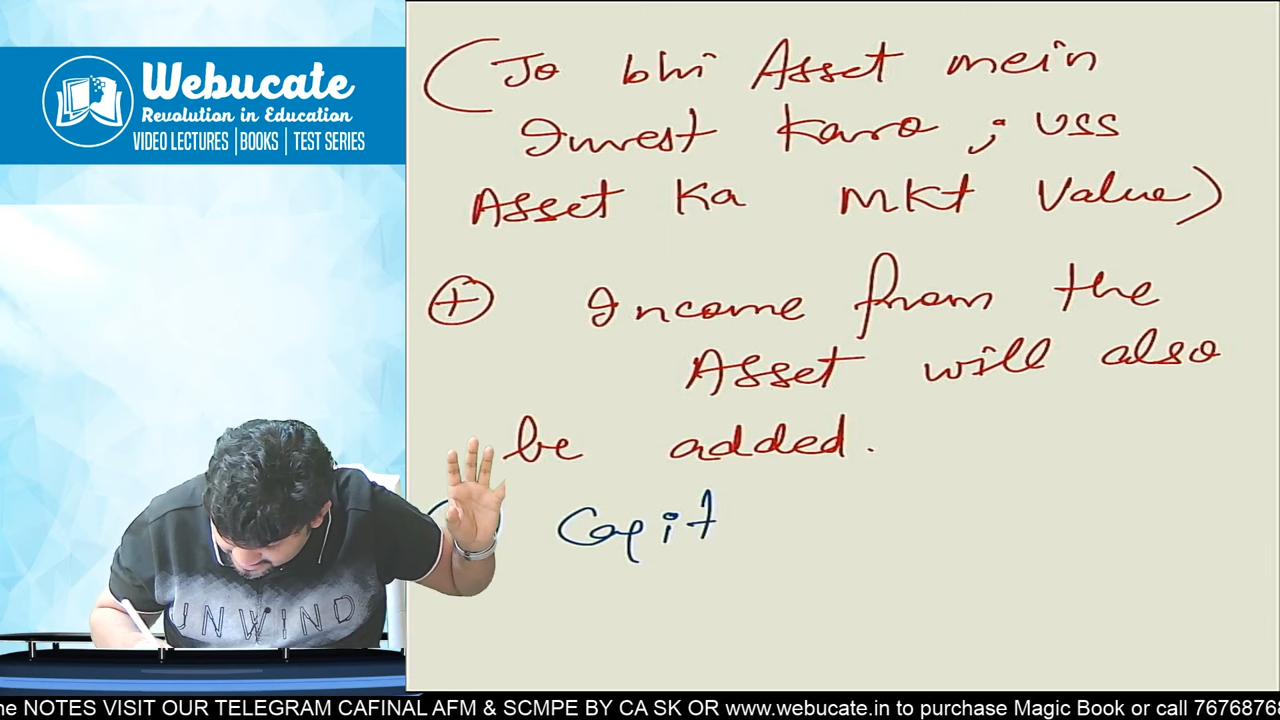 Webucate
Revolution in Education
VIDEO LECTURES | BOOKS | TEST SERIES
(Jo bhi Asset mein
Invest Karo ; uss
Asset Ka Mkt Value)
⊕ Income from the
Asset will also
be added.
Capit
UNWIND
NOTES VISIT OUR TELEGRAM CAFINAL AFM & SCMPE BY CA SK OR www.webucate.in to purchase Magic Book or call 7676876